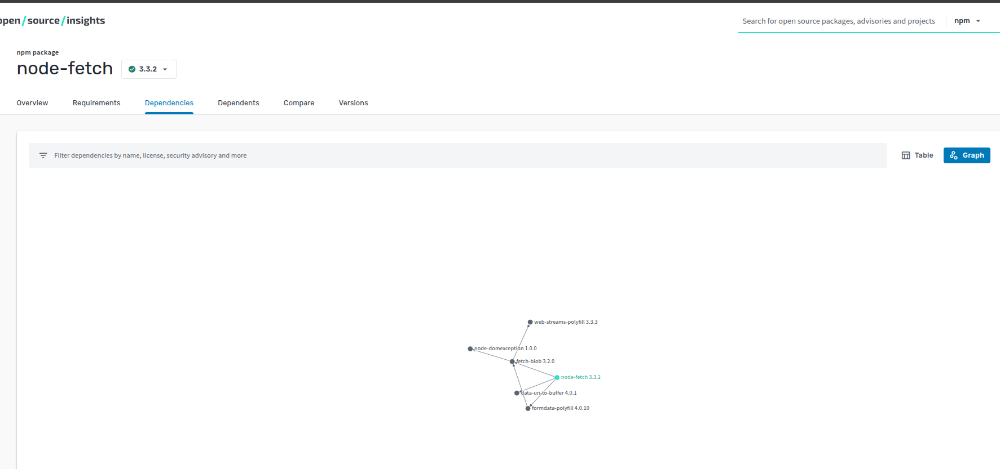 open/source/insights
Search for open source packages, advisories and projects
npm
npm package
node-fetch
3.3.2
Overview
Requirements
Dependencies
Dependents
Compare
Versions
Filter dependencies by name, license, security advisory and more
Table
Graph
web-streams-polyfill 3.3.3
node-domexception 1.0.0
fetch-blob 3.2.0
node-fetch 3.3.2
data-uri-to-buffer 4.0.1
formdata-polyfill 4.0.10